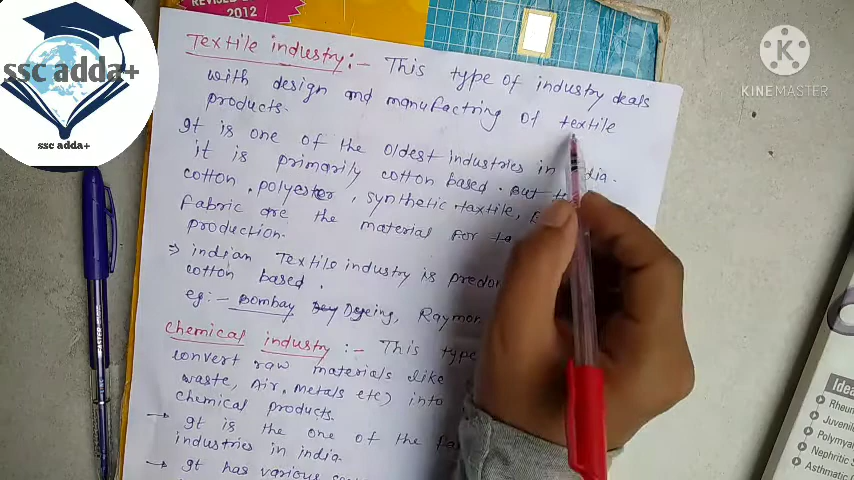 REVISED
2012
ssc adda+
ssc adda+
KINEMASTER
Textile industry :- This type of industry deals
with design and manufactring of textile
products.
It is one of the oldest industries in India.
it is primarily cotton based. But
cotton, polyester, synthetic taxtile,
Fabric are the material for
production.
⇒ indian Textile industry is
cotton based.
eg:- Bombay Dyeing, Raymon
Chemical industry :- This type
convert raw materials like
waste, Air, metals etc) into
chemical products.
→ It is the one of the
industries in india.
→ It has various
Idea
Rheum
Juvenil
Polymya
Nephritic S
Asthmatic C